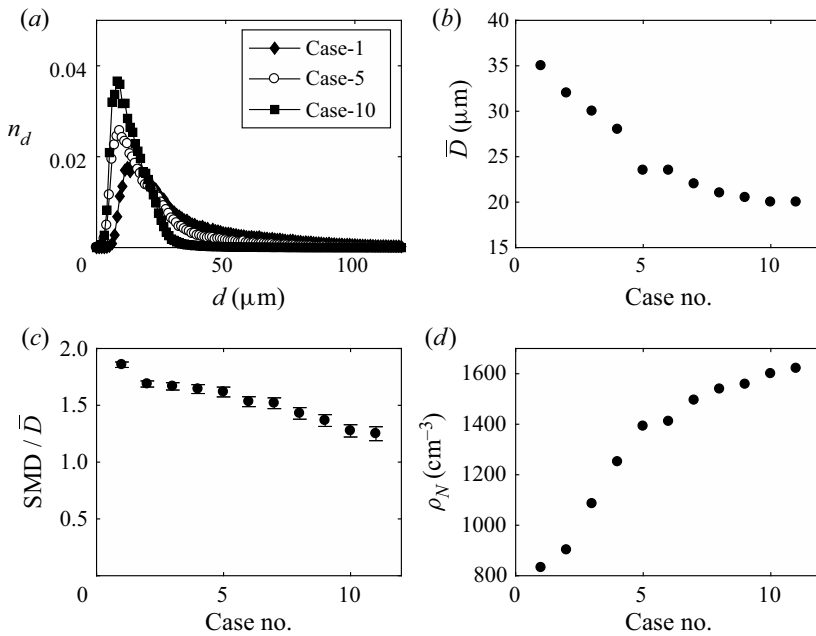 (a)
Case-1
Case-5
Case-10
0.04
0.02
0
n_d
0
50
100
d (μm)
(b)
40
35
30
25
20
15
D̅ (μm)
0
5
10
Case no.
(c)
2.0
1.5
1.0
0.5
SMD / D̅
0
5
10
Case no.
(d)
1600
1400
1200
1000
800
ρ_N (cm⁻³)
0
5
10
Case no.